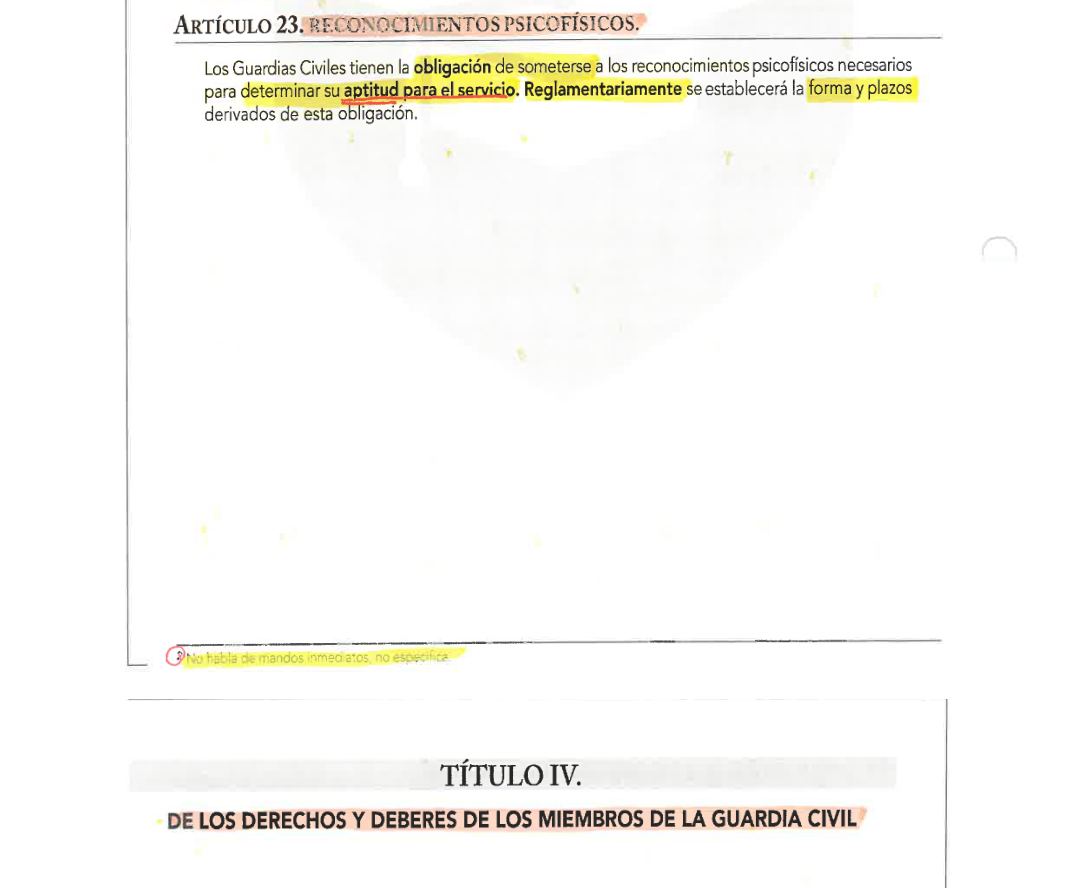 ARTÍCULO 23. RECONOCIMIENTOS PSICOFÍSICOS.
Los Guardias Civiles tienen la obligación de someterse a los reconocimientos psicofísicos necesarios
para determinar su aptitud para el servicio. Reglamentariamente se establecerá la forma y plazos
derivados de esta obligación.
2 No habla de mandos inmediatos, no especifica.
TÍTULO IV.
DE LOS DERECHOS Y DEBERES DE LOS MIEMBROS DE LA GUARDIA CIVIL